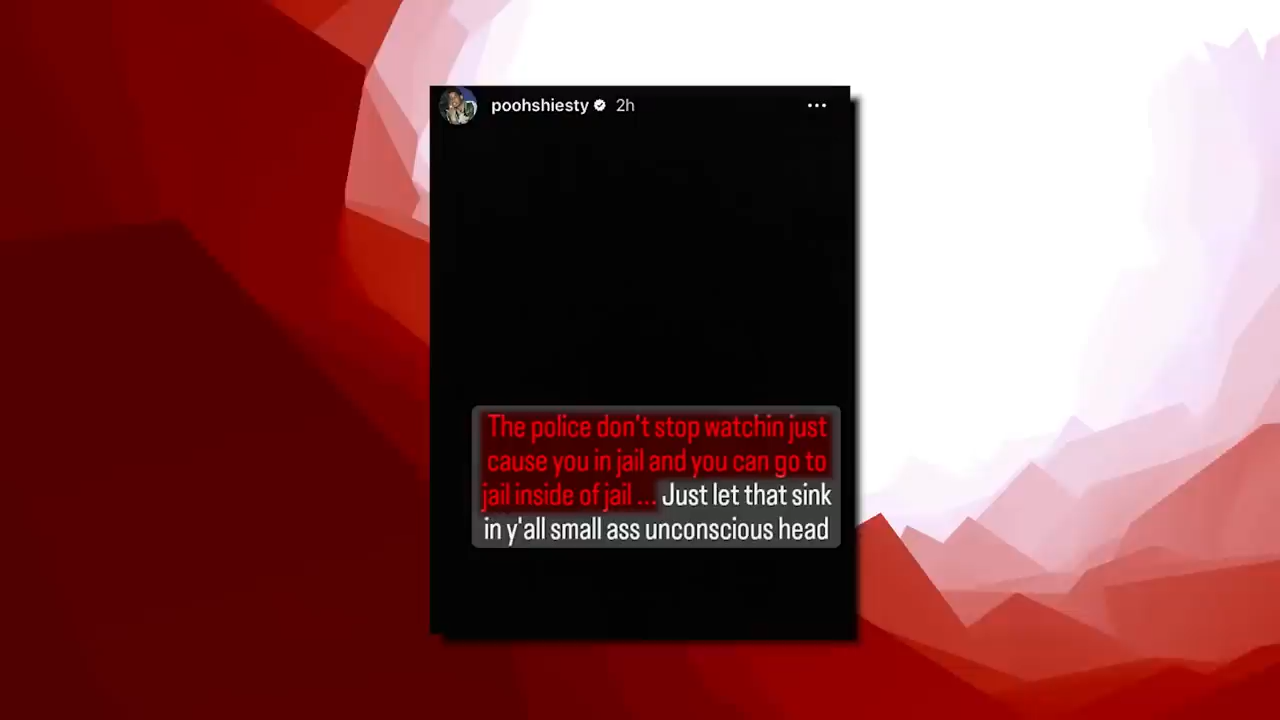 poohshiesty 2h
The police don't stop watchin just
cause you in jail and you can go to
jail inside of jail ... Just let that sink
in y'all small ass unconscious head